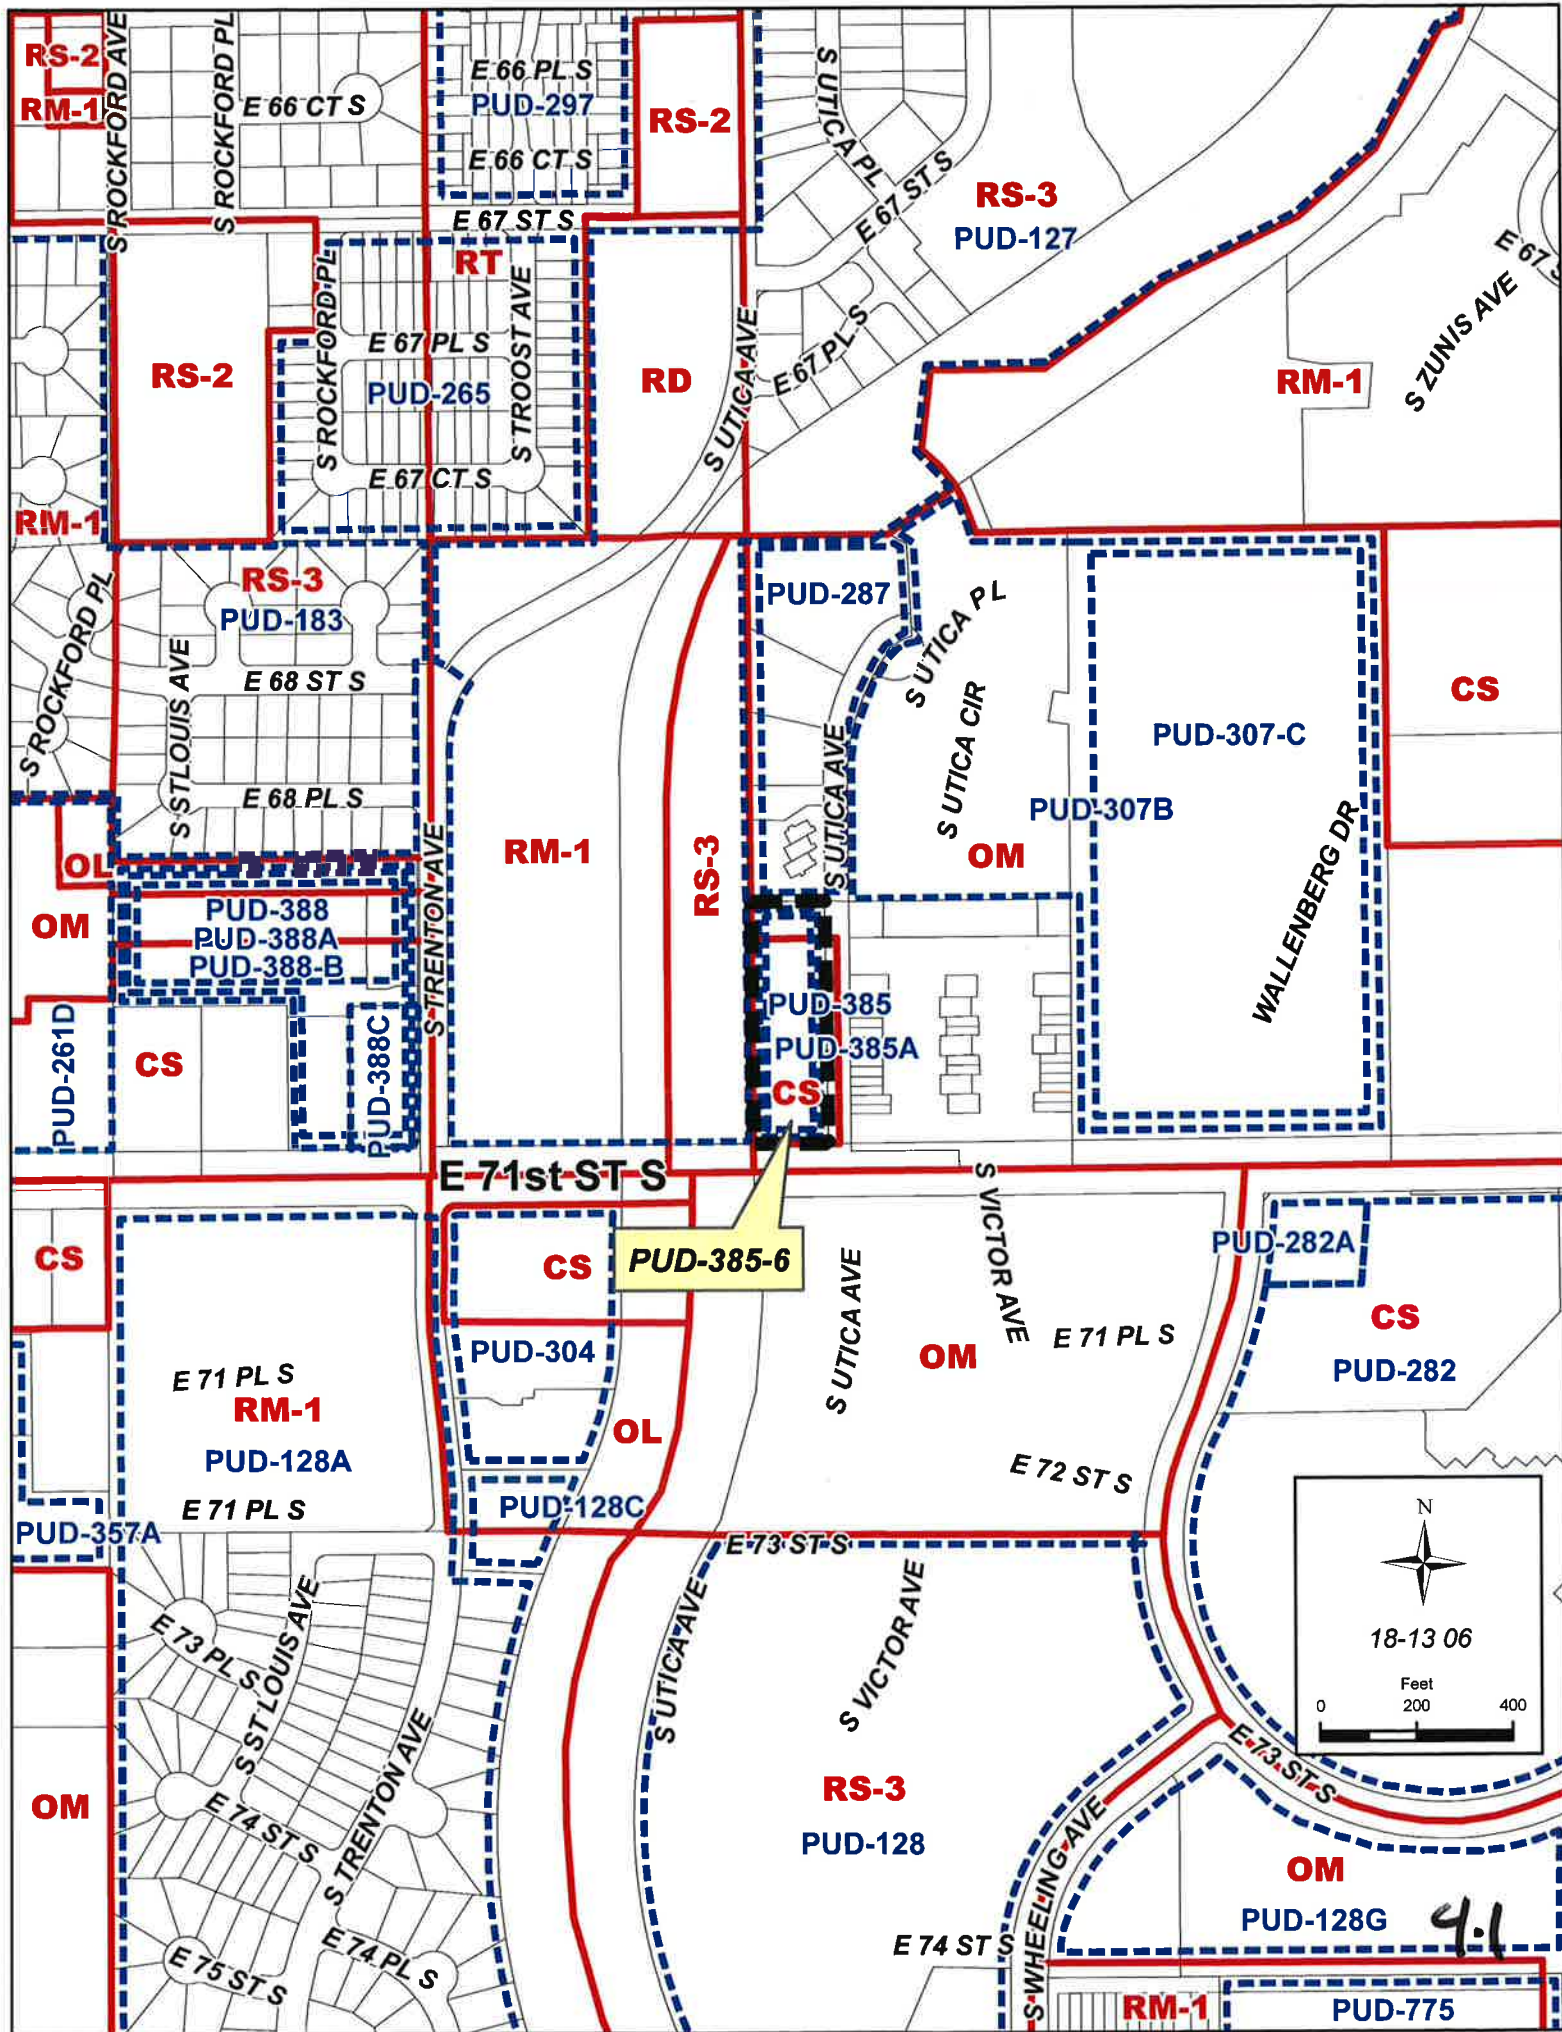 RS-2
RM-1
S ROCKFORD AVE
S ROCKFORD PL
E 66 CT S
E 66 PL S
PUD-297
E 66 CT S
RS-2
S UTICA PL
E 67 ST S
RS-3
PUD-127
E 67 S
S ZUNIS AVE
E 67 ST S
RT
S ROCKFORD PL
S TROOST AVE
RS-2
E 67 PL S
PUD-265
RD
S UTICA AVE
E 67 PL S
RM-1
E 67 CT S
RM-1
S ROCKFORD PL
RS-3
PUD-183
S STLOUIS AVE
E 68 ST S
E 68 PL S
PUD-287
S UTICA PL
S UTICA CIR
S UTICA AVE
PUD-307-C
PUD-307B
WALLENBERG DR
CS
OL
OM
PUD-388
PUD-388A
PUD-388-B
S TRENTON AVE
RM-1
RS-3
OM
PUD-261D
CS
PUD-388C
PUD-385
PUD-385A
CS
E 71st ST S
S VICTOR AVE
CS
CS
PUD-385-6
S UTICA AVE
PUD-282A
CS
PUD-282
E 71 PL S
RM-1
PUD-128A
E 71 PL S
PUD-304
OL
OM
E 71 PL S
E 72 ST S
PUD-357A
PUD-128C
E 73 ST S
N
18-13 06
Feet
0 200 400
E 73 PL S
S ST LOUIS AVE
S UTICA AVE
S VICTOR AVE
OM
E 74 ST S
S TRENTON AVE
RS-3
PUD-128
E 73 ST S
S WHEELING AVE
OM
PUD-128G
4.1
E 75 ST S
E 74 PL S
E 74 ST S
RM-1
PUD-775